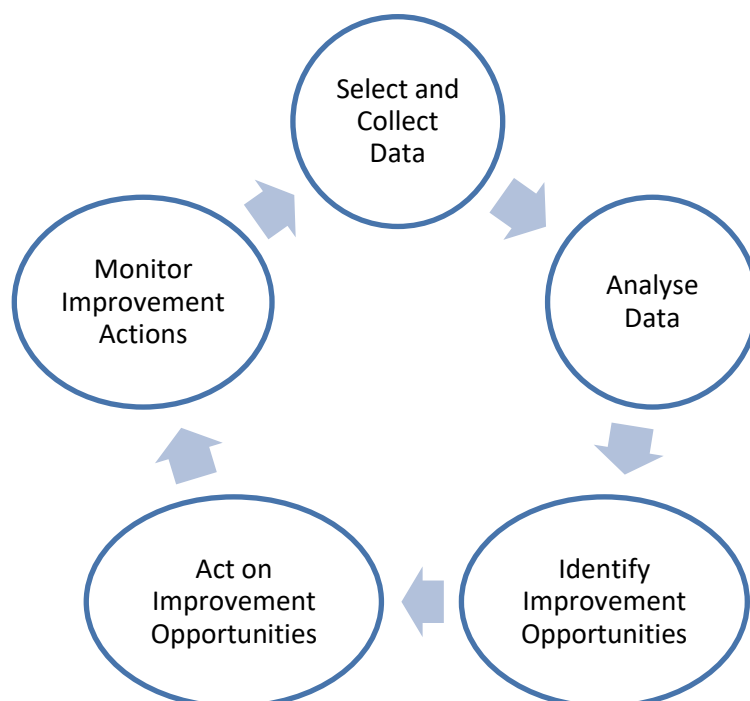 Select and
Collect
Data
Analyse
Data
Identify
Improvement
Opportunities
Act on
Improvement
Opportunities
Monitor
Improvement
Actions